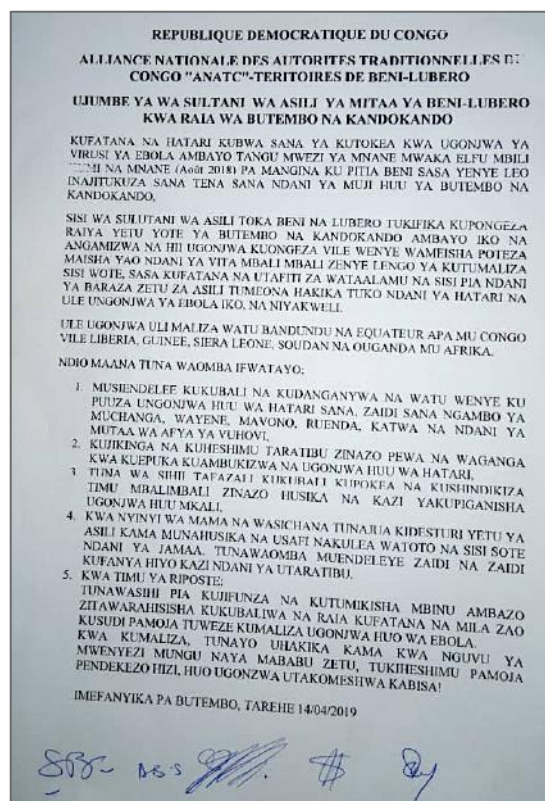 REPUBLIQUE DEMOCRATIQUE DU CONGO
ALLIANCE NATIONALE DES AUTORITES TRADITIONNELLES DU
CONGO "ANATC"-TERITOIRES DE BENI-LUBERO
UJUMBE YA WA SULTANI WA ASILI YA MITAA YA BENI-LUBERO
KWA RAIA WA BUTEMBO NA KANDOKANDO
KUFATANA NA HATARI KUBWA SANA YA KUTOKEA KWA UGONJWA YA
VIRUSI YA EBOLA AMBAYO TANGU MWEZI YA MNANE MWAKA ELFU MBILI
NA MNANE (Août 2018) PA MANGINA KU PITIA BENI SASA YENYE LEO
INAJITUKUZA SANA TENA SANA NDANI YA MUJI HUU YA BUTEMBO NA
KANDOKANDO,
SISI WA SULUTANI WA ASILI TOKA BENI NA LUBERO TUKIFIKA KUPONGEZA
RAIYA YETU YOTE YA BUTEMBO NA KANDOKANDO AMBAYO IKO NA
ANGAMIZWA NA HII UGONJWA KUONGEZA VILE WENYE WAMEISHA POTEZA
MAISHA YAO NDANI YA VITA MBALI MBALI ZENYE LENGO YA KUTUMALIZA
SISI WOTE, SASA KUFATANA NA UTAFITI ZA WATAALAMU NA SISI PIA NDANI
YA BARAZA ZETU ZA ASILI TUMEONA HAKIKA TUKO NDANI YA HATARI NA
ULE UNGONJWA YA EBOLA IKO, NA NIYAKWELI.
ULE UGONJWA ULI MALIZA WATU BANDUNDU NA EQUATEUR APA MU CONGO
VILE LIBERIA, GUINEE, SIERA LEONE, SOUDAN NA OUGANDA MU AFRIKA.
NDIO MAANA TUNA WAOMBA IFWATAYO:
1. MUSIENDELEE KUKUBALI NA KUDANGANYWA NA WATU WENYE KU
PUUZA UNGONJWA HUU WA HATARI SANA, ZAIDI SANA NGAMBO YA
MUCHANGA, WAYENE, MAVONO, RUENDA, KATWA NA NDANI YA
MUTAA WA AFYA YA VUHOVI,
2. KUJIKINGA NA KUHESHIMU TARATIBU ZINAZO PEWA NA WAGANGA
KWA KUEPUKA KUAMBUKIZWA NA UGONJWA HUU WA HATARI,
3. TUNA WA SIHII TAFAZALI KUKUBALI KUPOKEA NA KUSHINDIKIZA
TIMU MBALIMBALI ZINAZO HUSIKA NA KAZI YAKUPIGANISHA
UGONJWA HUU MKALI,
4. KWA NYINYI WA MAMA NA WASICHANA TUNAJUA KIDESTURI YETU YA
ASILI KAMA MUNAHUSIKA NA USAFI NAKULEA WATOTO NA SISI SOTE
NDANI YA JAMAA. TUNAWAOMBA MUENDELEYE ZAIDI NA ZAIDI
KUFANYA HIYO KAZI NDANI YA UTARATIBU.
5. KWA TIMU YA RIPOSTE:
TUNAWASIHI PIA KUJIFUNZA NA KUTUMIKISHA MBINU AMBAZO
ZITAWARAHISISHA KUKUBALIWA NA RAIA KUFATANA NA MILA ZAO
KUSUDI PAMOJA TUWEZE KUMALIZA UGONJWA HUO WA EBOLA.
KWA KUMALIZA, TUNAYO UHAKIKA KAMA KWA NGUVU YA
MWENYEZI MUNGU NAYA MABABU ZETU, TUKIHESHIMU PAMOJA
PENDEKEZO HIZI, HUO UGONZWA UTAKOMESHWA KABISA!
IMEFANYIKA PA BUTEMBO, TAREHE 14/04/2019